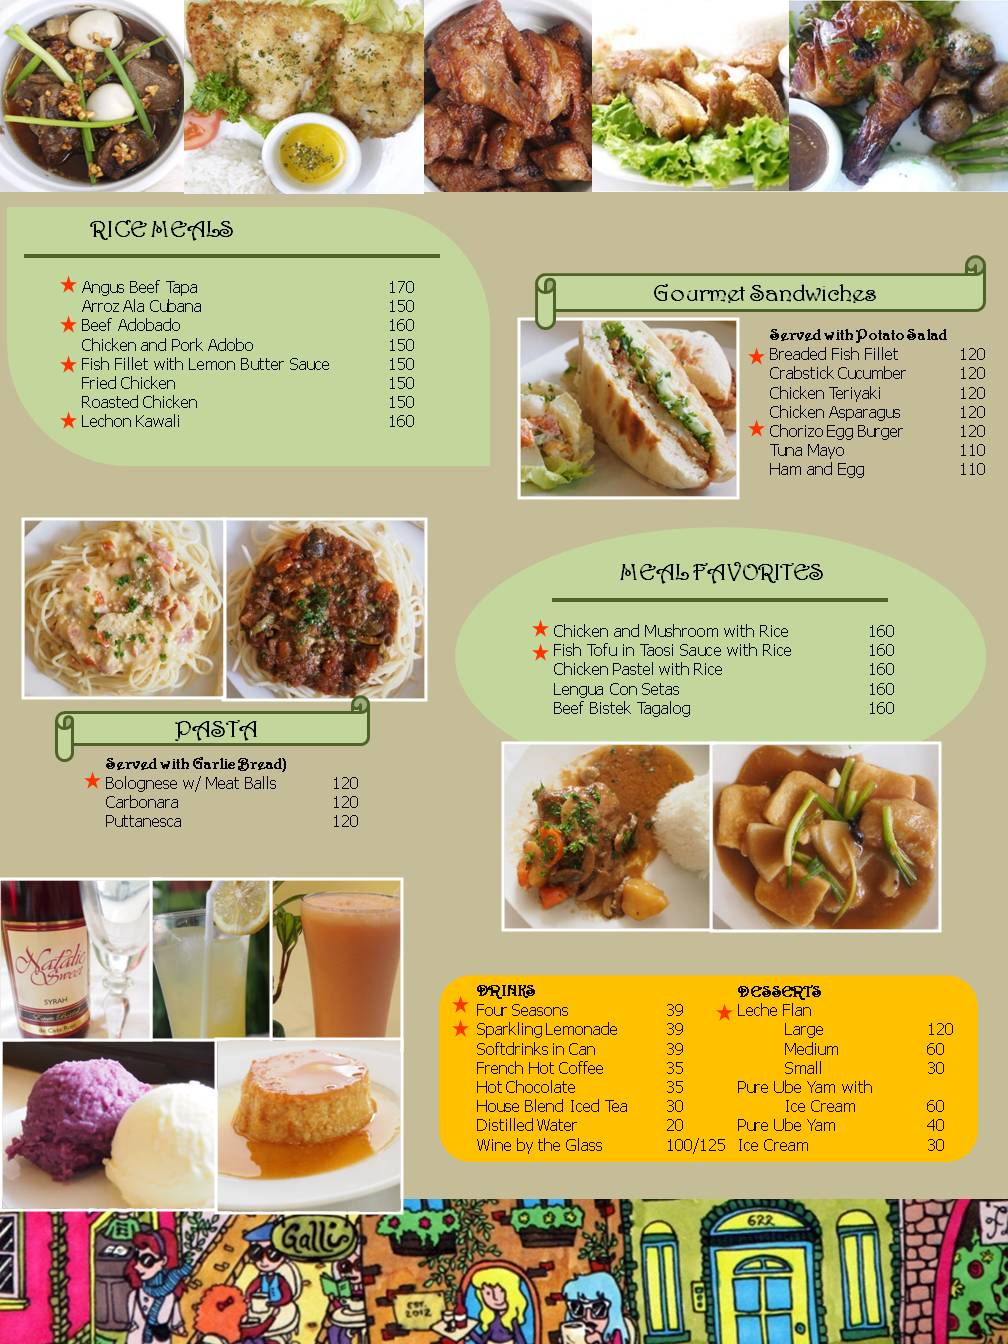 RICE MEALS
Angus Beef Tapa 170
Arroz Ala Cubana 150
Beef Adobado 160
Chicken and Pork Adobo 150
Fish Fillet with Lemon Butter Sauce 150
Fried Chicken 150
Roasted Chicken 150
Lechon Kawali 160
Gourmet Sandwiches
Served with Potato Salad
Breaded Fish Fillet 120
Crabstick Cucumber 120
Chicken Teriyaki 120
Chicken Asparagus 120
Chorizo Egg Burger 120
Tuna Mayo 110
Ham and Egg 110
MEAL FAVORITES
Chicken and Mushroom with Rice 160
Fish Tofu in Taosi Sauce with Rice 160
Chicken Pastel with Rice 160
Lengua Con Setas 160
Beef Bistek Tagalog 160
PASTA
Served with Garlic Bread)
Bolognese w/ Meat Balls 120
Carbonara 120
Puttanesca 120
Natalie
Sweet
SYRAH
DRINKS
Four Seasons 39
Sparkling Lemonade 39
Softdrinks in Can 39
French Hot Coffee 35
Hot Chocolate 35
House Blend Iced Tea 30
Distilled Water 20
Wine by the Glass 100/125
DESSERTS
Leche Flan
Large 120
Medium 60
Small 30
Pure Ube Yam with
Ice Cream 60
Pure Ube Yam 40
Ice Cream 30
Galli
EST.
2012
622